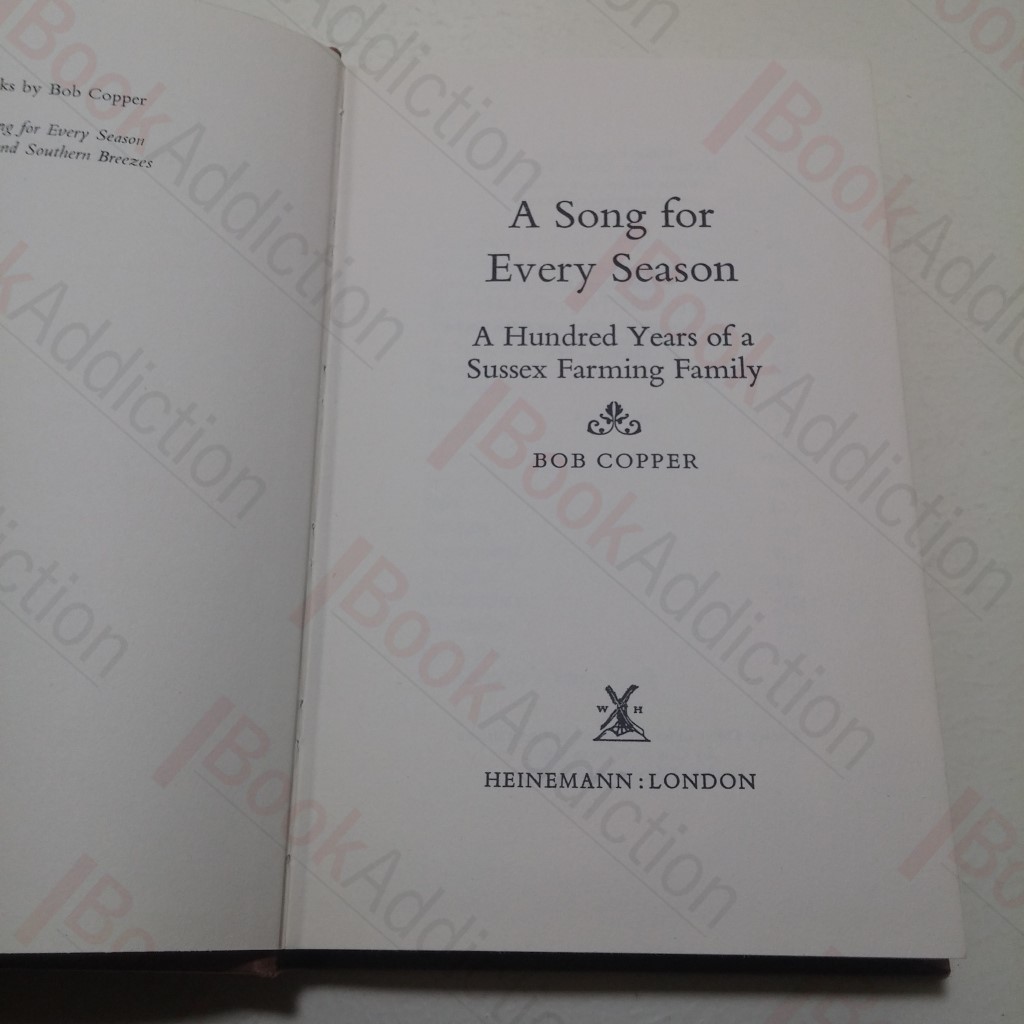 ks by Bob Copper
ng for Every Season
nd Southern Breezes
A Song for
Every Season
A Hundred Years of a
Sussex Farming Family
BOB COPPER
W H
HEINEMANN : LONDON
BookAddiction